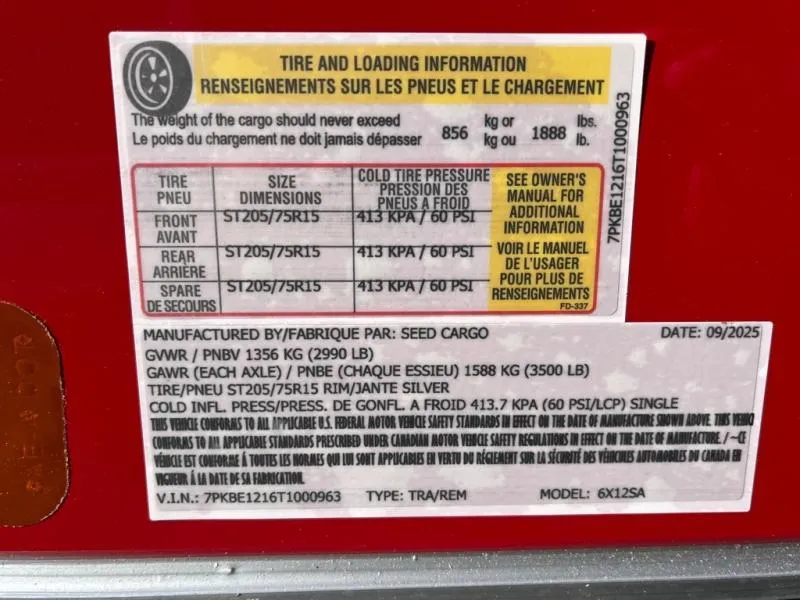 TIRE AND LOADING INFORMATION
RENSEIGNEMENTS SUR LES PNEUS ET LE CHARGEMENT
The weight of the cargo should never exceed 856 kg or 1888 lbs.
Le poids du chargement ne doit jamais dépasser kg ou lb.
TIRE PNEU SIZE DIMENSIONS COLD TIRE PRESSURE PRESSION DES PNEUS A FROID
FRONT AVANT ST205/75R15 413 KPA / 60 PSI
REAR ARRIÈRE ST205/75R15 413 KPA / 60 PSI
SPARE DE SECOURS ST205/75R15 413 KPA / 60 PSI
SEE OWNER'S
MANUAL FOR
ADDITIONAL
INFORMATION
VOIR LE MANUEL
DE L'USAGER
POUR PLUS DE
RENSEIGNEMENTS
FD-337
7PKBE1216T1000963
MANUFACTURED BY/FABRIQUE PAR: SEED CARGO DATE: 09/2025
GVWR / PNBV 1356 KG (2990 LB)
GAWR (EACH AXLE) / PNBE (CHAQUE ESSIEU) 1588 KG (3500 LB)
TIRE/PNEU ST205/75R15 RIM/JANTE SILVER
COLD INFL. PRESS/PRESS. DE GONFL. A FROID 413.7 KPA (60 PSI/LCP) SINGLE
THIS VEHICLE CONFORMS TO ALL APPLICABLE U.S. FEDERAL MOTOR VEHICLE SAFETY STANDARDS IN EFFECT ON THE DATE OF MANUFACTURE SHOWN ABOVE. THIS VEHIC
CONFORMS TO ALL APPLICABLE STANDARDS PRESCRIBED UNDER CANADIAN MOTOR VEHICLE SAFETY REGULATIONS IN EFFECT ON THE DATE OF MANUFACTURE. / ~CE
VÉHICLE EST CONFORME À TOUTES LES NORMES QUI LUI SONT APPLICABLES EN VERTU DU RÉGLEMENT SUR LA SÉCURITÉ DES VÉHICLES AUTOMOBILES DU CANADA EN
VIGUEUR À LA DATE DE SA FABRICATION.
V.I.N.: 7PKBE1216T1000963 TYPE: TRA/REM MODEL: 6X12SA